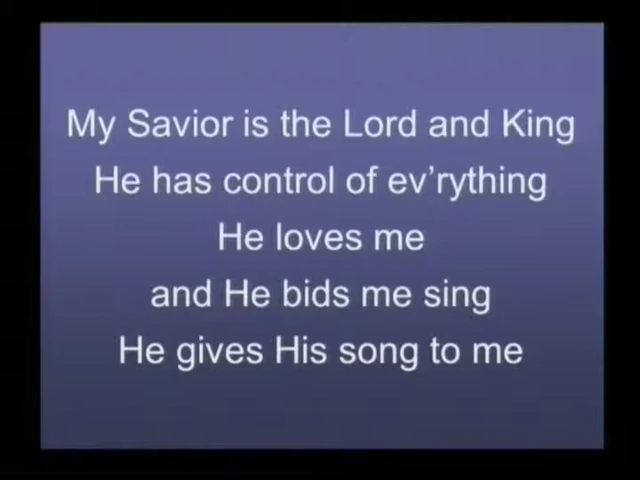 My Savior is the Lord and King
He has control of ev’rything
He loves me
and He bids me sing
He gives His song to me